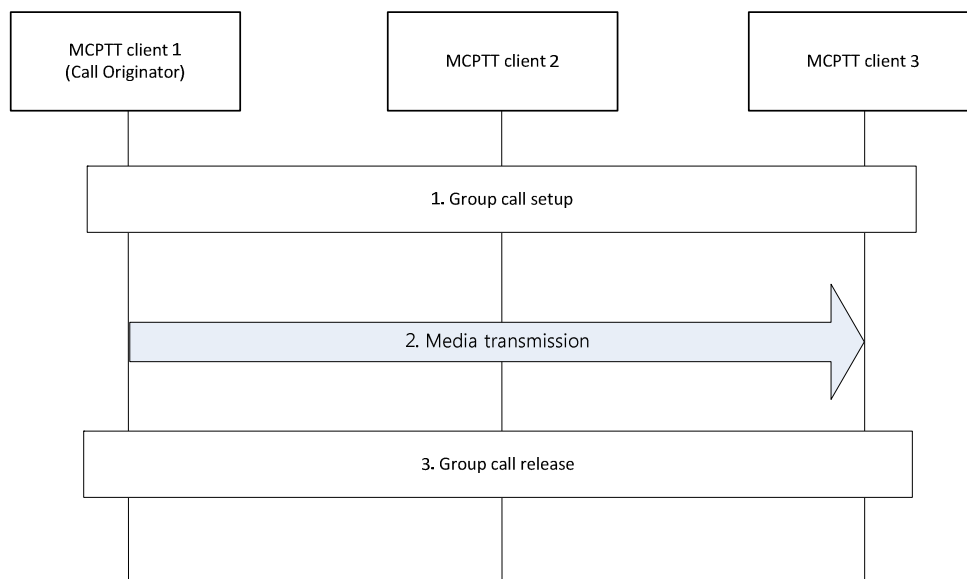 MCPTT client 1
(Call Originator)
MCPTT client 2
MCPTT client 3
1. Group call setup
2. Media transmission
3. Group call release